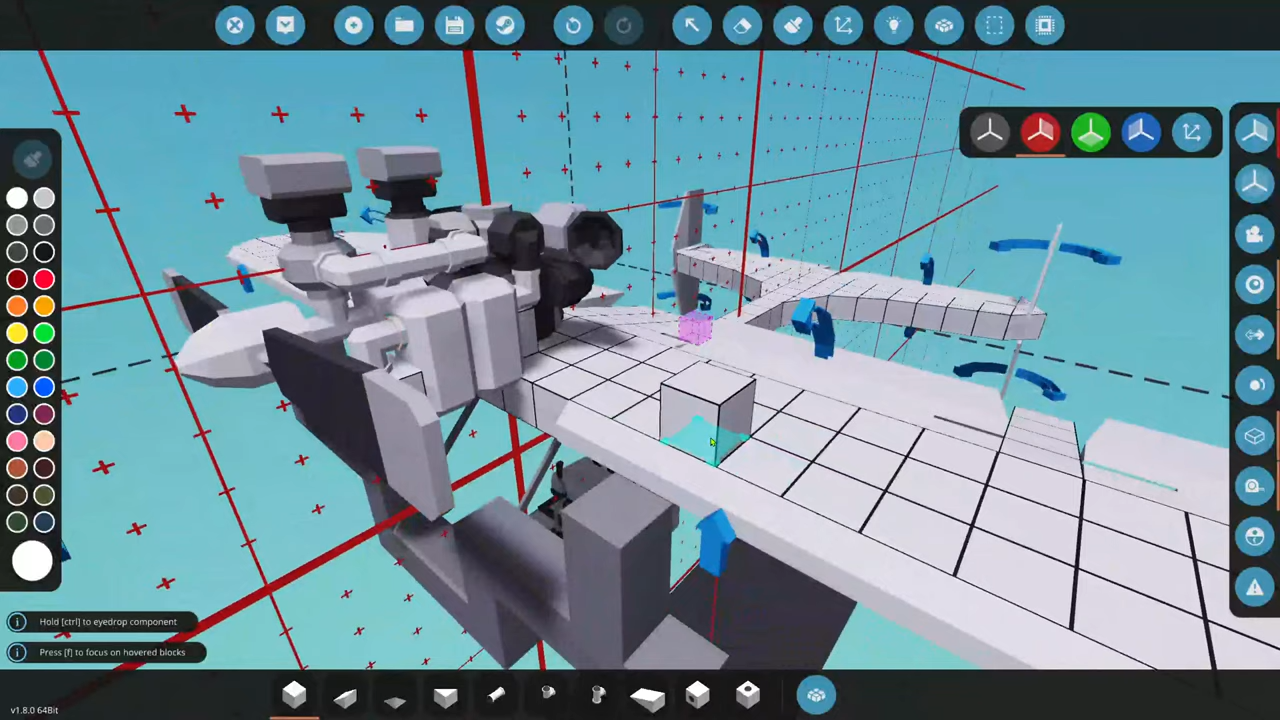 Hold [ctrl] to eyedrop component
Press [f] to focus on hovered blocks
v1.8.0 64Bit